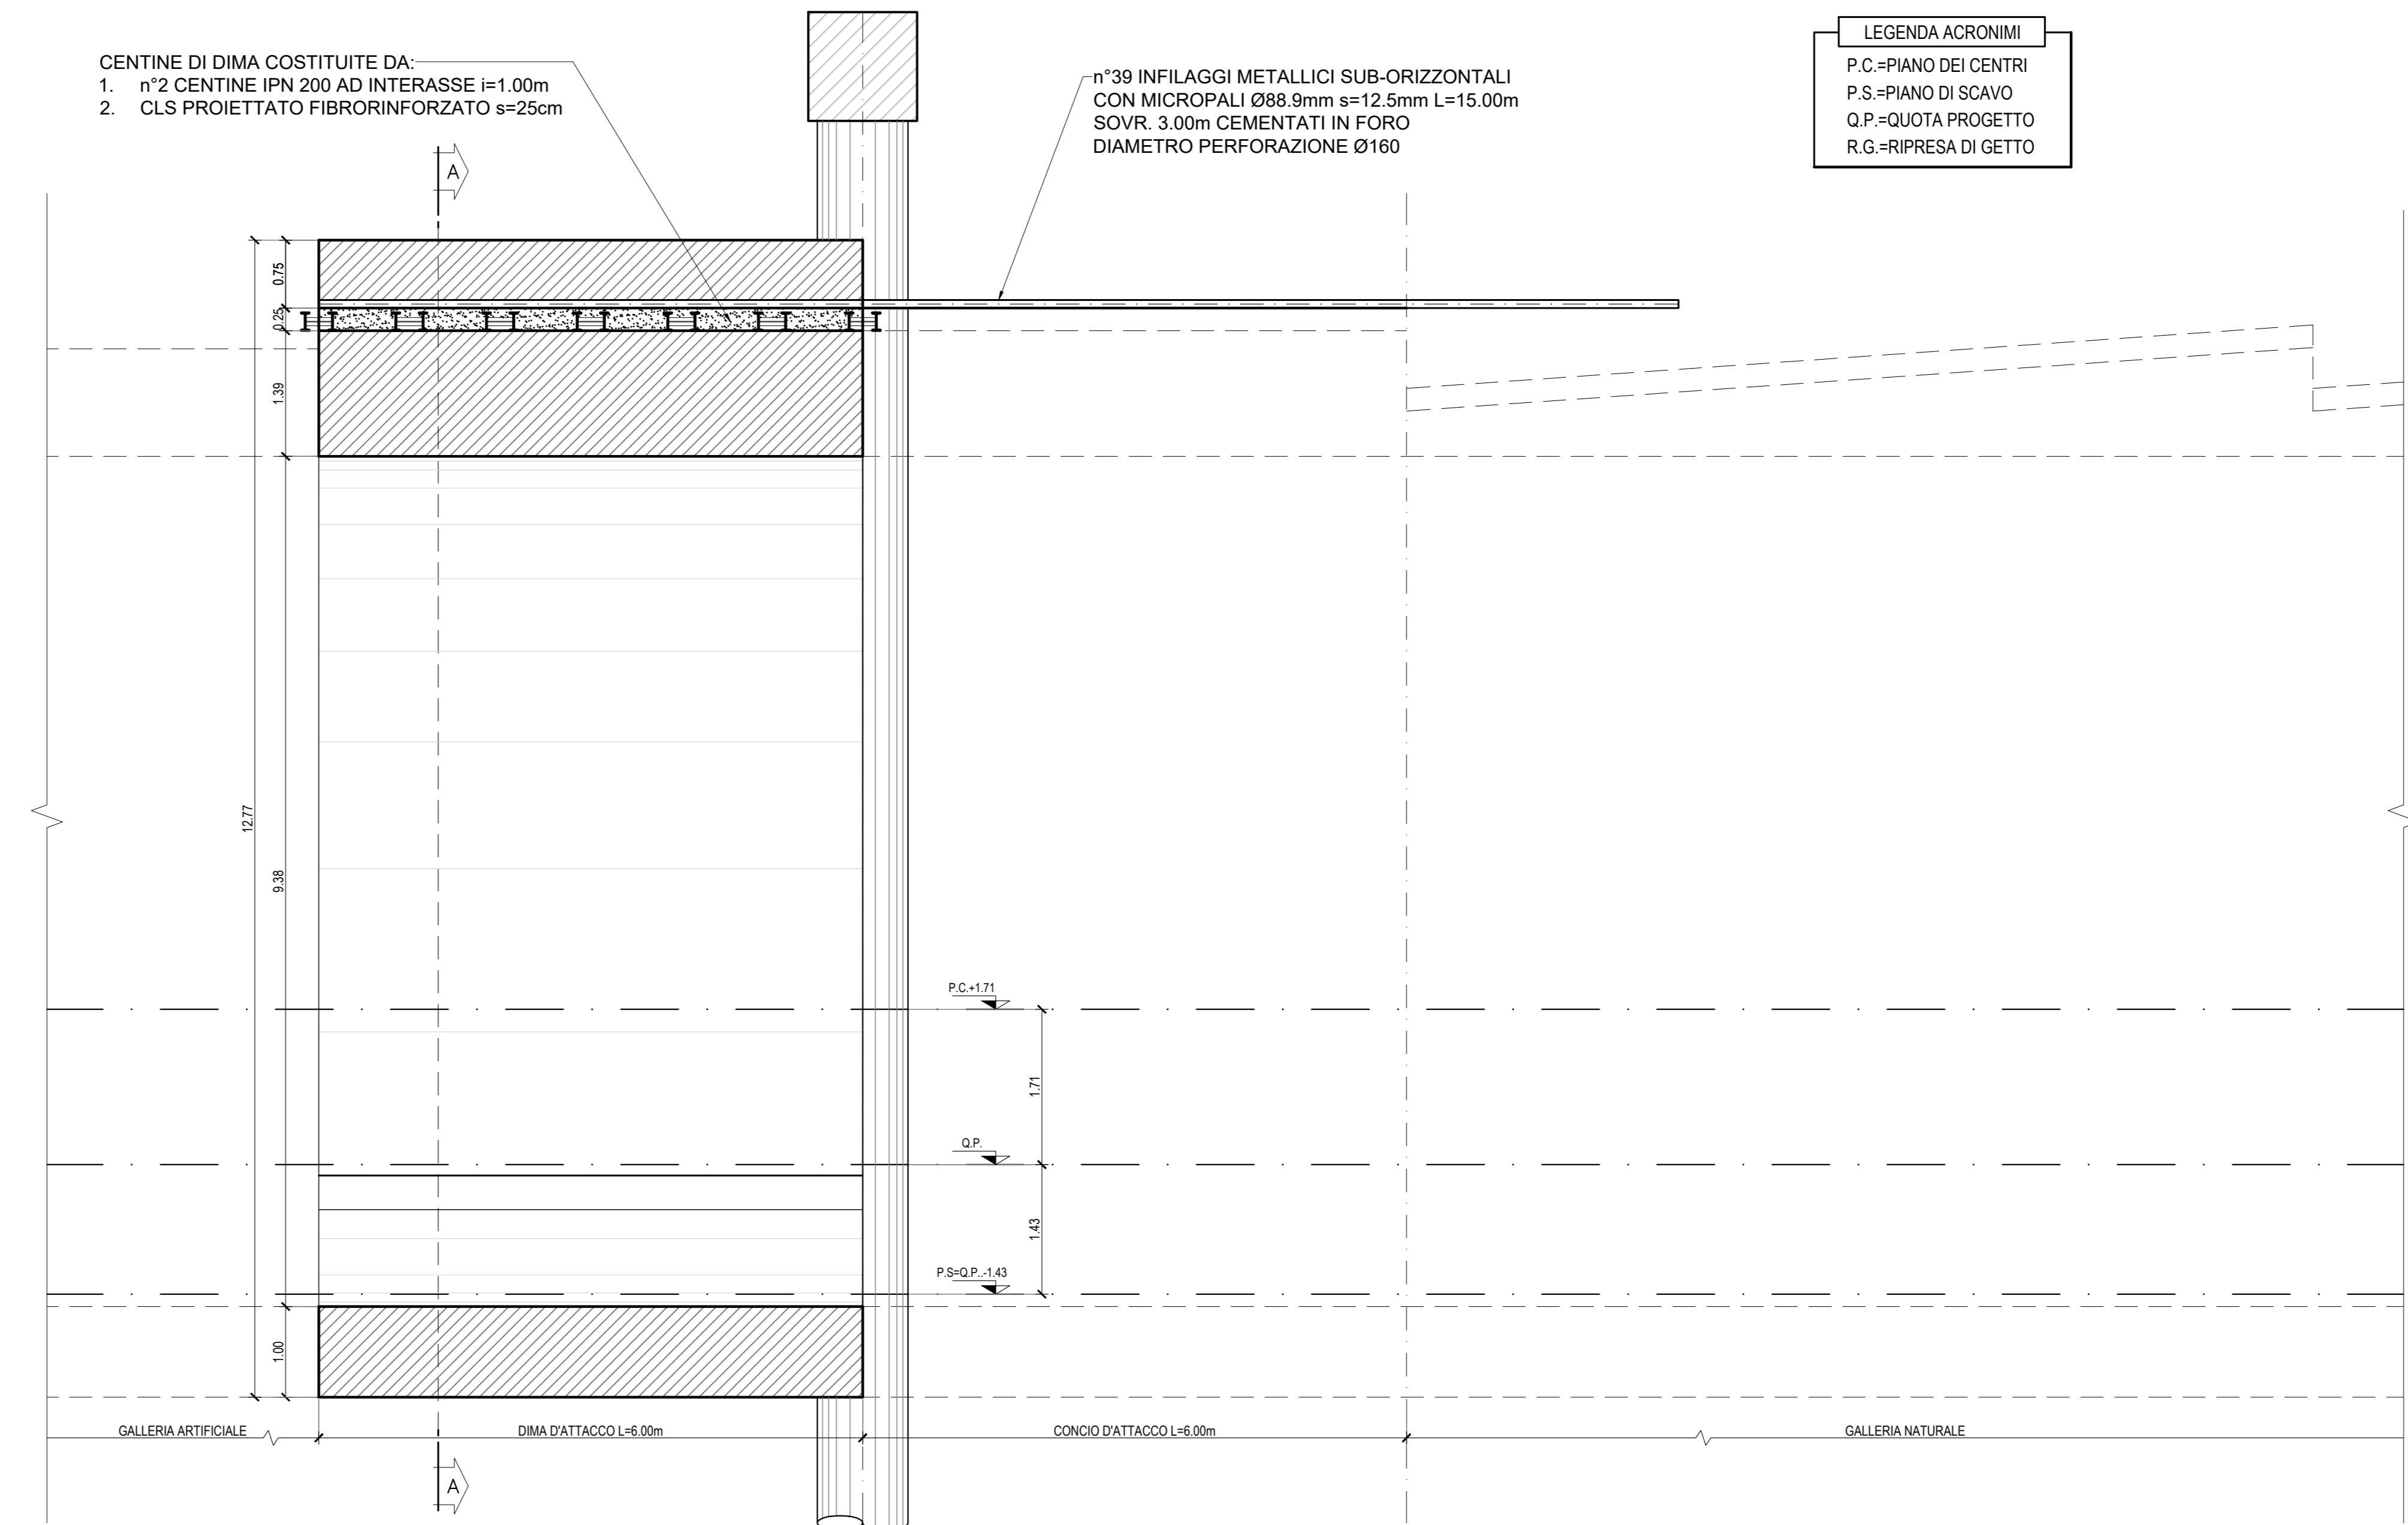 CENTINE DI DIMA COSTITUITE DA:
1. n°2 CENTINE IPN 200 AD INTERASSE i=1.00m
2. CLS PROIETTATO FIBRORINFORZATO s=25cm
n°39 INFILAGGI METALLICI SUB-ORIZZONTALI
CON MICROPALI Ø88.9mm s=12.5mm L=15.00m
SOVR. 3.00m CEMENTATI IN FORO
DIAMETRO PERFORAZIONE Ø160
LEGENDA ACRONIMI
P.C.=PIANO DEI CENTRI
P.S.=PIANO DI SCAVO
Q.P.=QUOTA PROGETTO
R.G.=RIPRESA DI GETTO
A
0.75
0.25
1.39
12.77
9.38
P.C.+1.71
1.71
Q.P.
1.43
P.S=Q.P..-1.43
1.00
GALLERIA ARTIFICIALE
DIMA D'ATTACCO L=6.00m
CONCIO D'ATTACCO L=6.00m
GALLERIA NATURALE
A